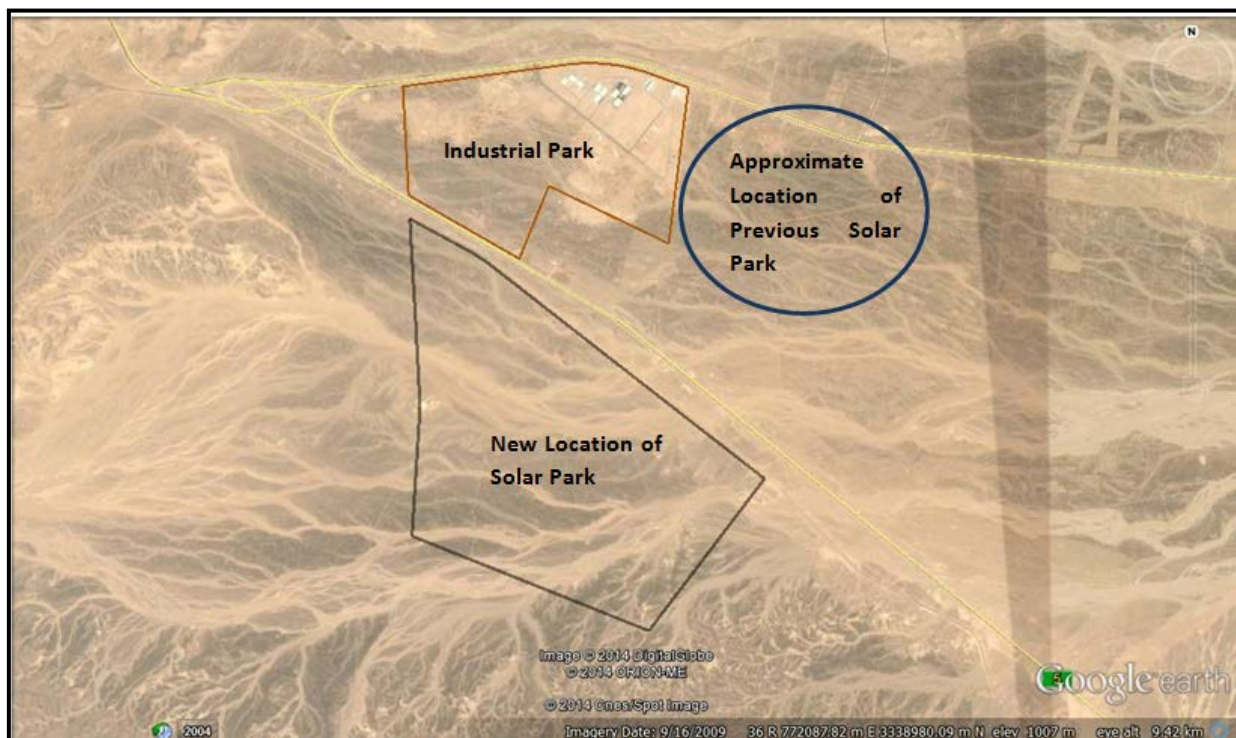 N
Industrial Park
Approximate
Location of
Previous Solar
Park
New Location of
Solar Park
Image © 2014 DigitalGlobe
© 2014 ORION-ME
© 2014 Cnes/Spot Image
Google earth
2004
Imagery Date: 9/16/2009 36 R 772087.82 m E 3338980.09 m N elev 1007 m eye alt 9.42 km